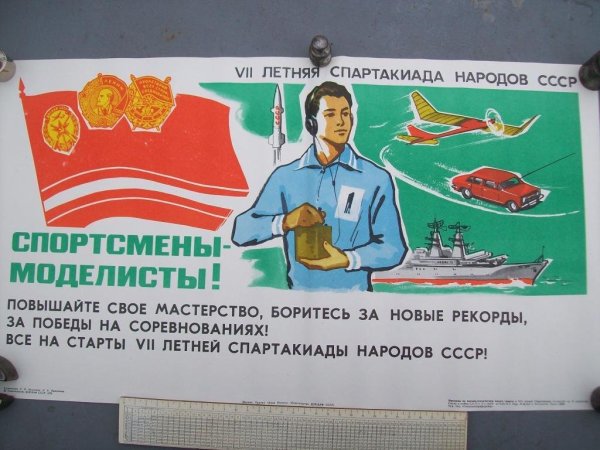 VII ЛЕТНЯЯ СПАРТАКИАДА НАРОДОВ СССР
СПОРТСМЕНЫ-
МОДЕЛИСТЫ!
ПОВЫШАЙТЕ СВОЕ МАСТЕРСТВО, БОРИТЕСЬ ЗА НОВЫЕ РЕКОРДЫ,
ЗА ПОБЕДЫ НА СОРЕВНОВАНИЯХ!
ВСЕ НА СТАРТЫ VII ЛЕТНЕЙ СПАРТАКИАДЫ НАРОДОВ СССР!